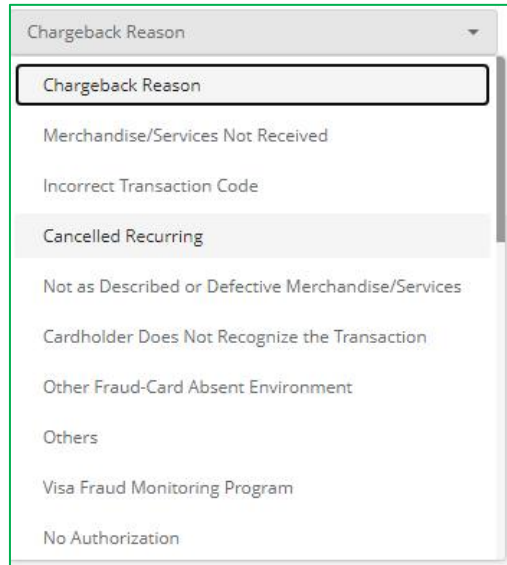 Chargeback Reason
Chargeback Reason
Merchandise/Services Not Received
Incorrect Transaction Code
Cancelled Recurring
Not as Described or Defective Merchandise/Services
Cardholder Does Not Recognize the Transaction
Other Fraud-Card Absent Environment
Others
Visa Fraud Monitoring Program
No Authorization